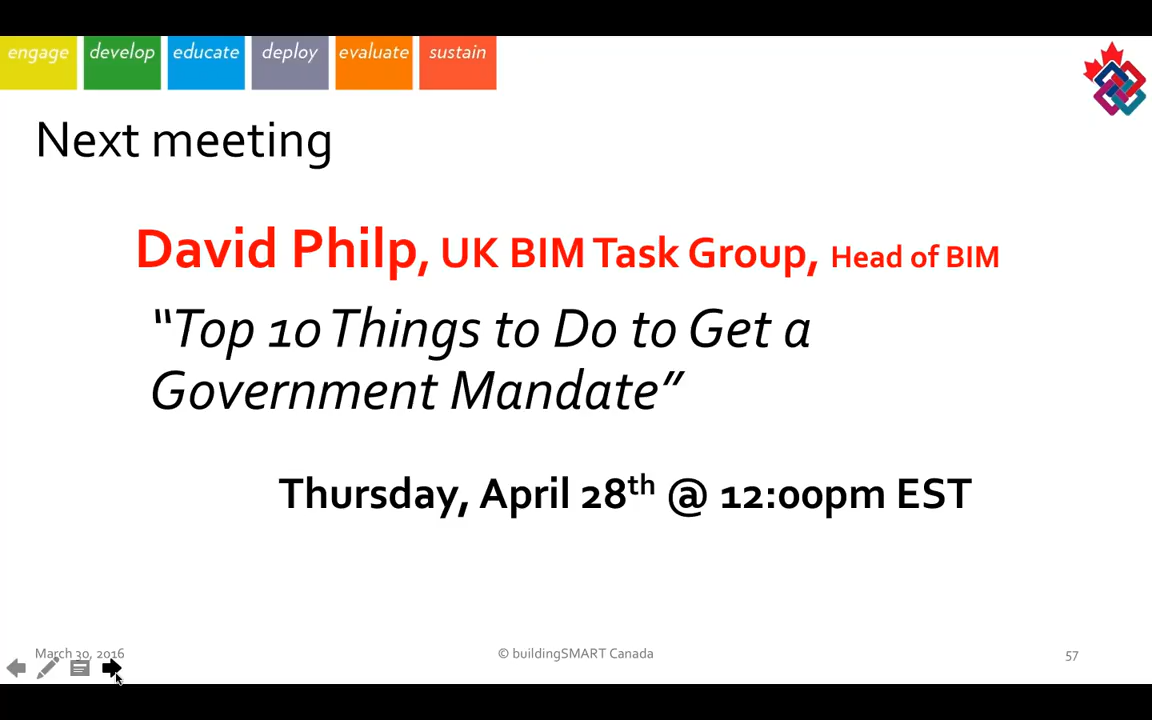 engage develop educate deploy evaluate sustain
Next meeting
David Philp, UK BIM Task Group, Head of BIM
“Top 10 Things to Do to Get a
Government Mandate”
Thursday, April 28th @ 12:00pm EST
March 30, 2016 © buildingSMART Canada 57